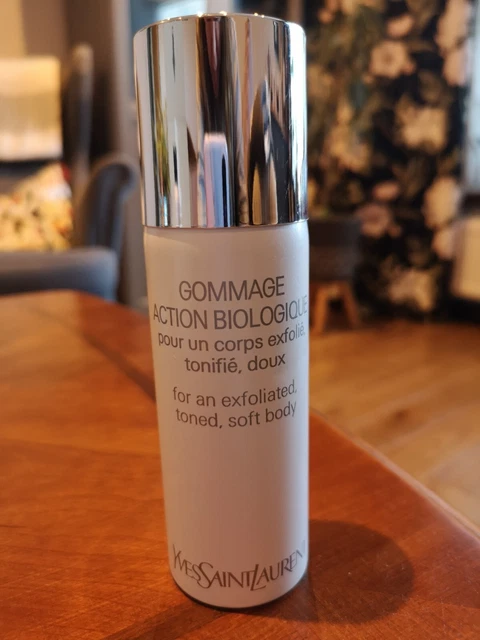 GOMMAGE
ACTION BIOLOGIQUE
pour un corps exfolié,
tonifié, doux
for an exfoliated,
toned, soft body
YVESSAINTLAURENT